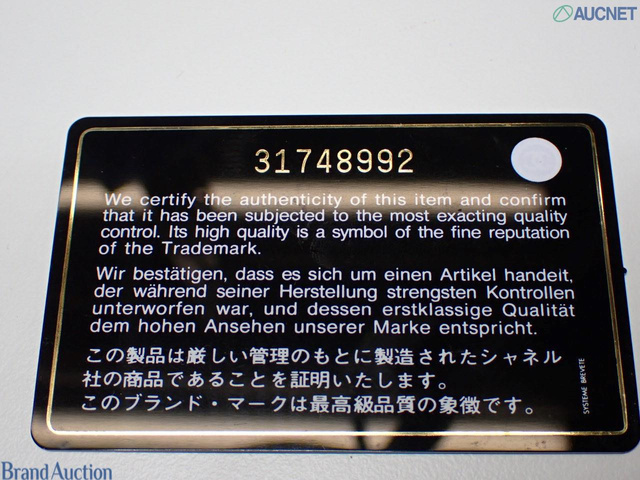 AUCNET
31748992
We certify the authenticity of this item and confirm
that it has been subjected to the most exacting quality
control. Its high quality is a symbol of the fine reputation
of the Trademark.
Wir bestätigen, dass es sich um einen Artikel handelt,
der während seiner Herstellung strengsten Kontrollen
unterworfen war, und dessen erstklassige Qualität
dem hohen Ansehen unserer Marke entspricht.
この製品は厳しい管理のもとに製造されたシャネル
社の商品であることを証明いたします。
このブランド・マークは最高級品質の象徴です。
SYSTEME BREVETE
Brand Auction